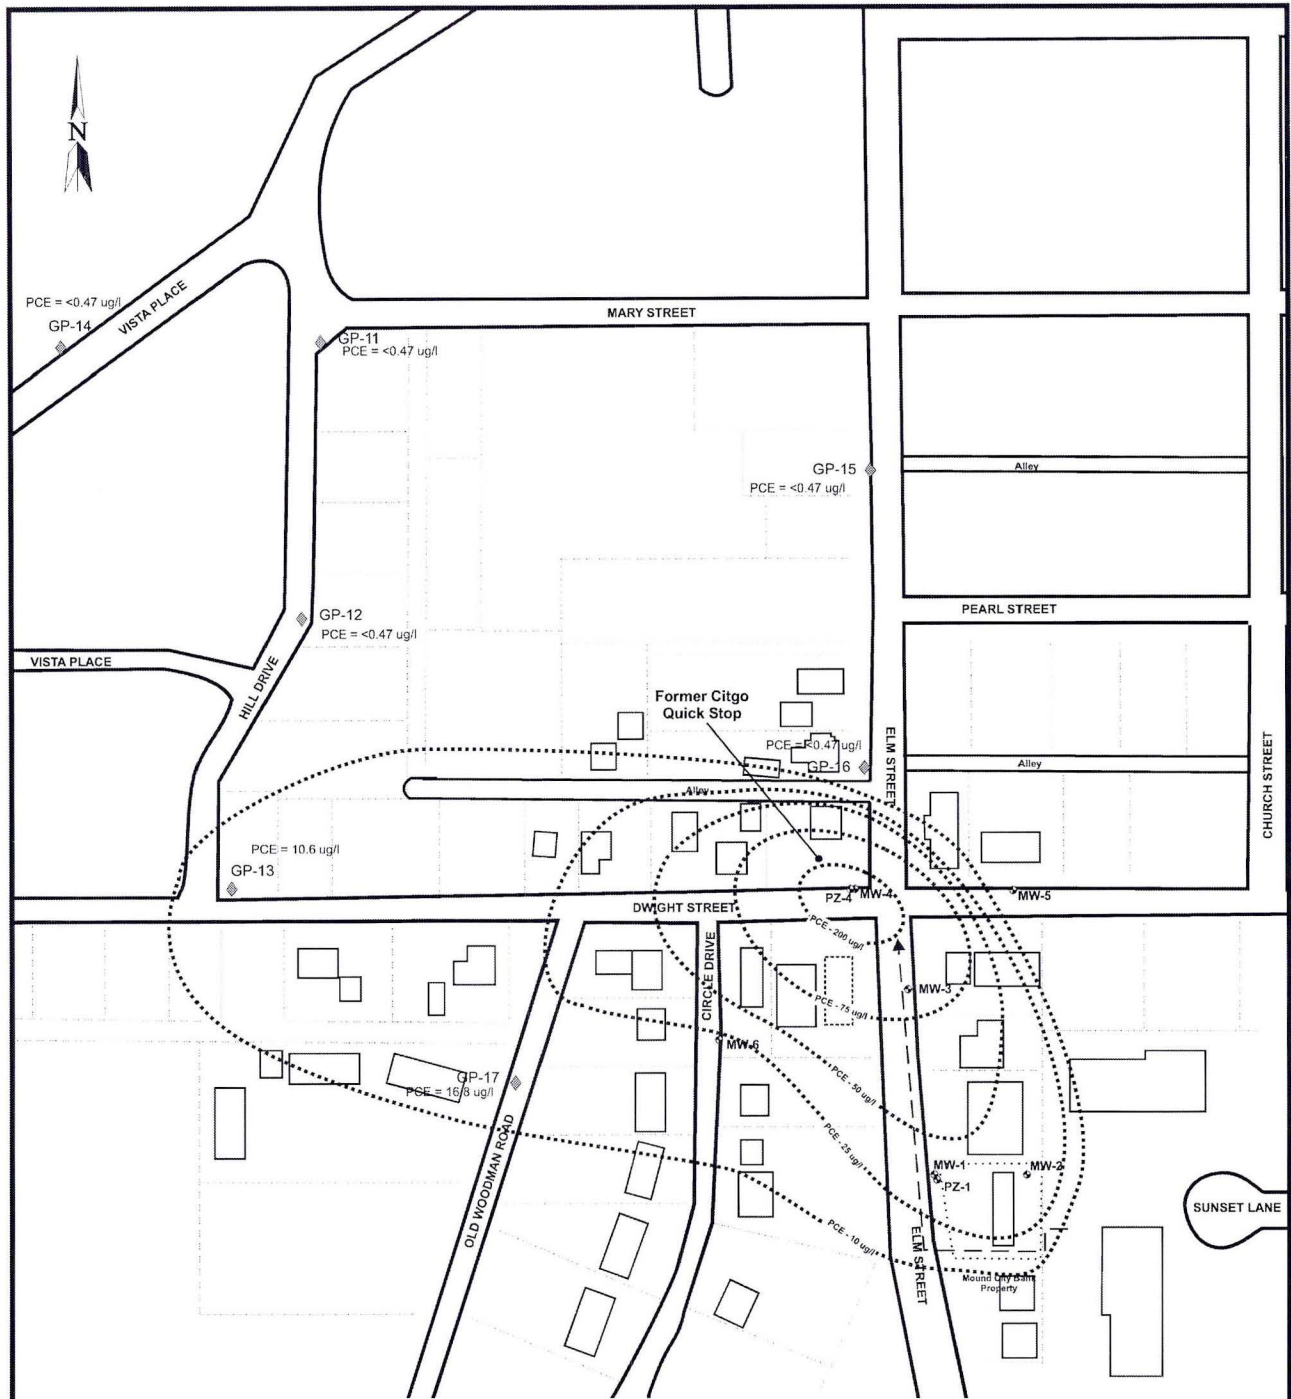 N
PCE = <0.47 ug/l
GP-14
VISTA PLACE
GP-11
PCE = <0.47 ug/l
MARY STREET
GP-15
PCE = <0.47 ug/l
Alley
GP-12
PCE = <0.47 ug/l
PEARL STREET
VISTA PLACE
HILL DRIVE
Former Citgo
Quick Stop
PCE = <0.47 ug/l
GP-16
ELM STREET
Alley
CHURCH STREET
Alley
PCE = 10.6 ug/l
GP-13
PZ-4
MW-4
MW-5
DWIGHT STREET
PCE - 200 ug/l
CIRCLE DRIVE
MW-3
PCE - 75 ug/l
MW-6
GP-17
PCE = 16.8 ug/l
PCE - 50 ug/l
OLD WOODMAN ROAD
PCE - 25 ug/l
MW-1
MW-2
PZ-1
SUNSET LANE
PCE - 10 ug/l
ELM STREET
Mound City Bank
Property